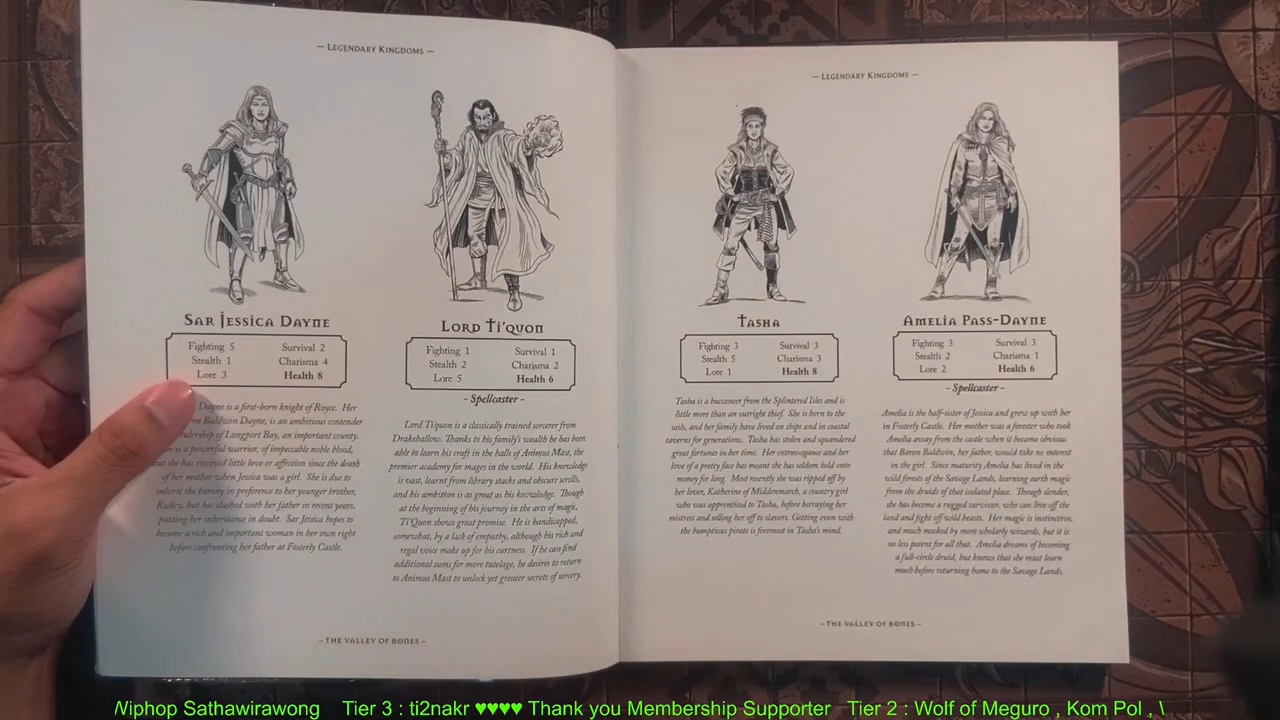 – Legendary Kingdoms –
Sar Jessica Dayne
Fighting 5 Survival 2
Stealth 1 Charisma 4
Lore 3 Health 8
Dayne is a first-born knight of Royce. Her
Baldwin Dayne, is an ambitious contender
of Longport Bay, an important county.
is a powerful warrior, of impeccable noble blood,
but she has received little love or affection since the death
of her mother when Jessica was a girl. She is due to
inherit the barony in preference to her younger brother,
Ridley, but has clashed with her father in recent years,
putting her inheritance in doubt. Sar Jessica hopes to
become a rich and important woman in her own right
before confronting her father at Fosterly Castle.
Lord Ti'quon
Fighting 1 Survival 1
Stealth 2 Charisma 2
Lore 5 Health 6
- Spellcaster -
Lord Ti'quon is a classically trained sorcerer from
Drakehallow. Thanks to his family's wealth he has been
able to learn his craft in the halls of Animus Mast, the
premier academy for mages in the world. His knowledge
is vast, learnt from library stacks and obscure scrolls,
and his ambition is as great as his knowledge. Though
at the beginning of his journey in the arts of magic,
Ti'Quon shows great promise. He is handicapped,
somewhat, by a lack of empathy, although his rich and
regal voice make up for his curtness. If he can find
additional sums for more tutelage, he desires to return
to Animus Mast to unlock yet greater secrets of sorcery.
– The Valley of Bones –
– Legendary Kingdoms –
Tasha
Fighting 3 Survival 3
Stealth 5 Charisma 3
Lore 1 Health 8
Tasha is a buccaneer from the Splintered Isles and is
little more than an outright thief. She is born to the
sails, and her family have lived on ships and in coastal
taverns for generations. Tasha has stolen and squandered
great fortunes in her time. Her extravagance and her
love of a pretty face has meant she has seldom held onto
money for long. Most recently she was ripped off by
her lover, Katherine of Middenmarch, a country girl
who was apprenticed to Tasha, before betraying her
mistress and selling her off to slavers. Getting even with
the bumptious pirate is foremost in Tasha's mind.
Amelia Pass-Dayne
Fighting 3 Survival 3
Stealth 2 Charisma 1
Lore 2 Health 6
- Spellcaster -
Amelia is the half-sister of Jessica and grew up with her
in Fosterly Castle. Her mother was a forester who took
Amelia away from the castle when it became obvious
that Baron Baldwin, her father, would take no interest
in the girl. Since maturity Amelia has lived in the
wild forests of the Savage Lands, learning earth magic
from the druids of that isolated place. Though slender,
she has become a rugged survivor, who can live off the
land and fight off wild beasts. Her magic is instinctive,
and much mocked by more scholarly wizards, but it is
no less potent for all that. Amelia dreams of becoming
a full-circle druid, but knows that she must learn
much before returning home to the Savage Lands.
– The Valley of Bones –
Wiphop Sathawirawong Tier 3 : ti2nakr ♥♥♥♥ Thank you Membership Supporter Tier 2 : Wolf of Meguro , Kom Pol ,